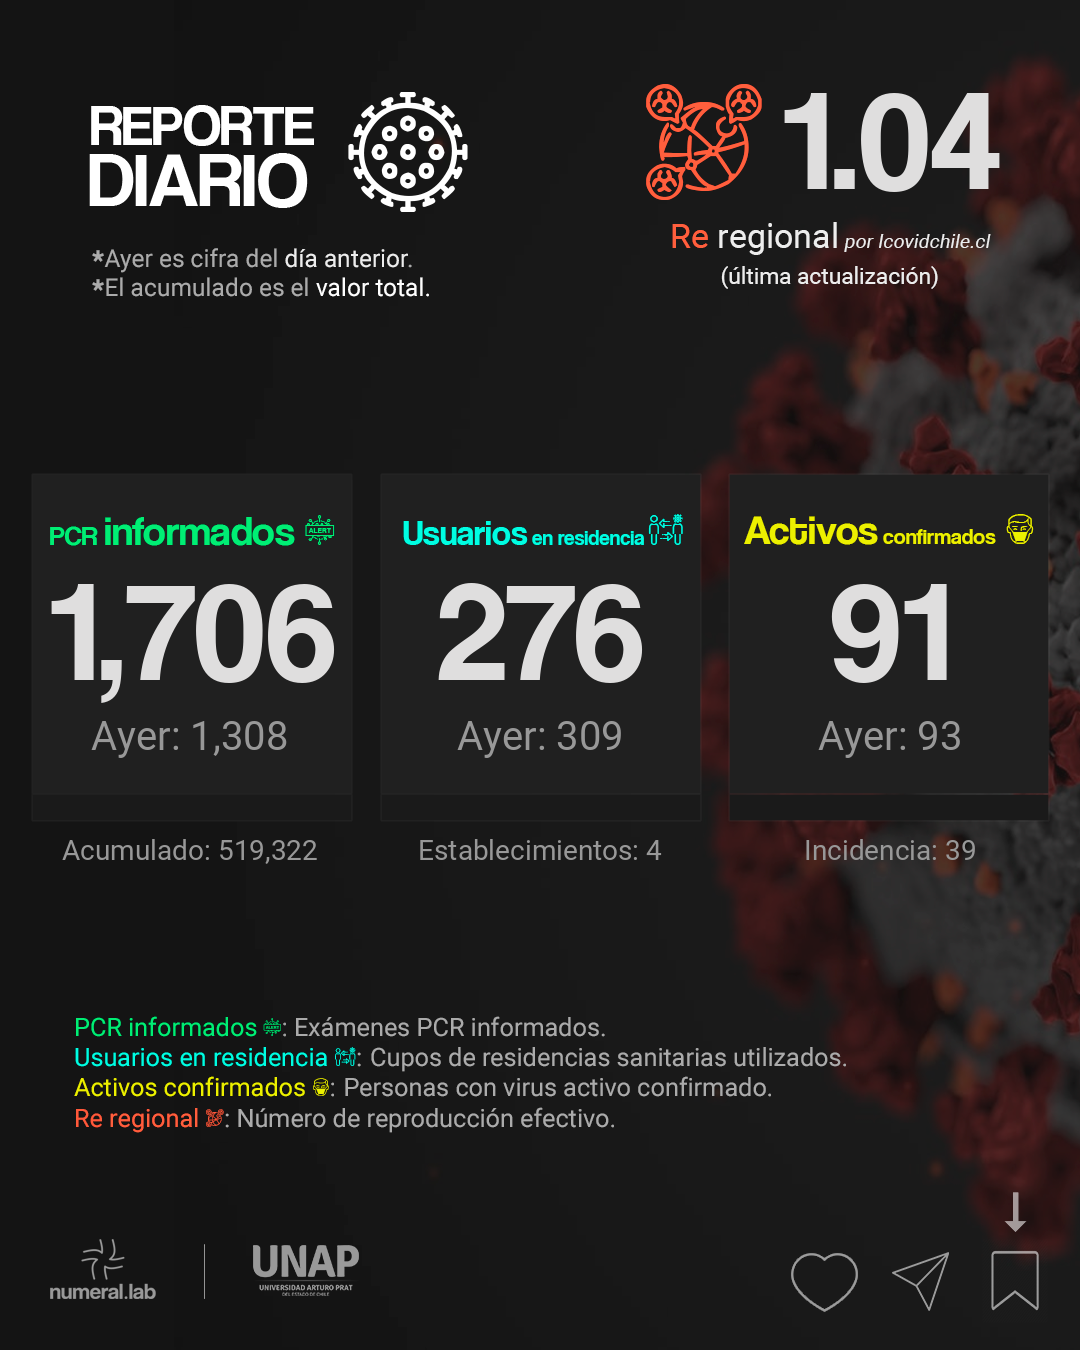 REPORTE
DIARIO
*Ayer es cifra del día anterior.
*El acumulado es el valor total.
1.04
Re regional por Icovidchile.cl
(última actualización)
PCR informados ALERT
1,706
Ayer: 1,308
Acumulado: 519,322
Usuarios en residencia
276
Ayer: 309
Establecimientos: 4
Activos confirmados
91
Ayer: 93
Incidencia: 39
PCR informados ALERT: Exámenes PCR informados.
Usuarios en residencia : Cupos de residencias sanitarias utilizados.
Activos confirmados : Personas con virus activo confirmado.
Re regional : Número de reproducción efectivo.
numeral.lab
UNAP
UNIVERSIDAD ARTURO PRAT
DEL ESTADO DE CHILE